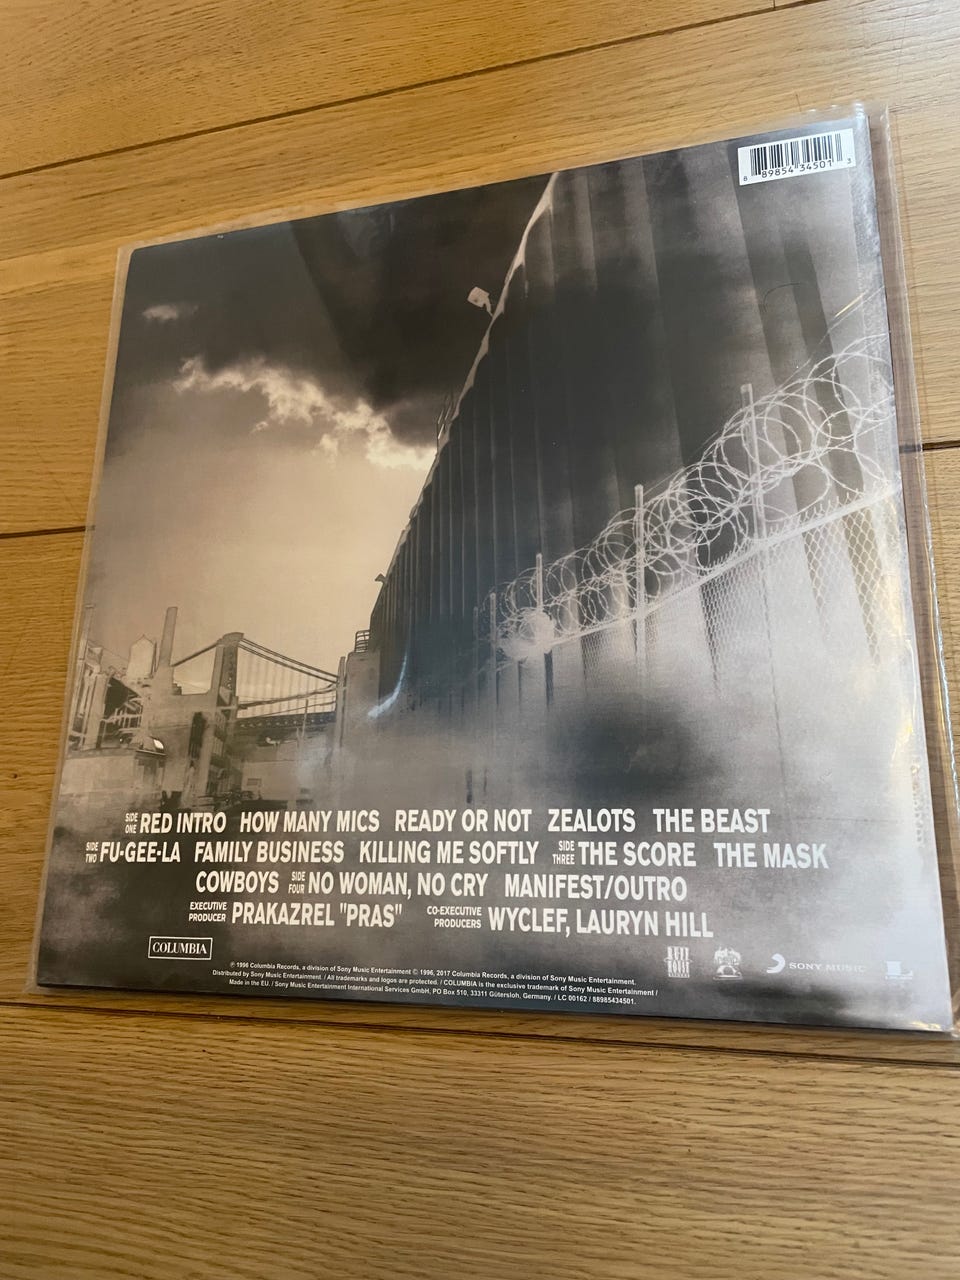 8 89854 34501 3
SIDE ONE RED INTRO HOW MANY MICS READY OR NOT ZEALOTS THE BEAST
SIDE TWO FU-GEE-LA FAMILY BUSINESS KILLING ME SOFTLY SIDE THREE THE SCORE THE MASK
COWBOYS SIDE FOUR NO WOMAN, NO CRY MANIFEST/OUTRO
EXECUTIVE PRODUCER PRAKAZREL "PRAS" CO-EXECUTIVE PRODUCERS WYCLEF, LAURYN HILL
COLUMBIA
℗ 1996 Columbia Records, a division of Sony Music Entertainment © 1996, 2017 Columbia Records, a division of Sony Music Entertainment.
Distributed by Sony Music Entertainment. / All trademarks and logos are protected. / COLUMBIA is the exclusive trademark of Sony Music Entertainment /
Made in the EU. / Sony Music Entertainment International Services GmbH, PO Box 510, 33311 Gütersloh, Germany. / LC 00162 / 88985434501.
SONY MUSIC